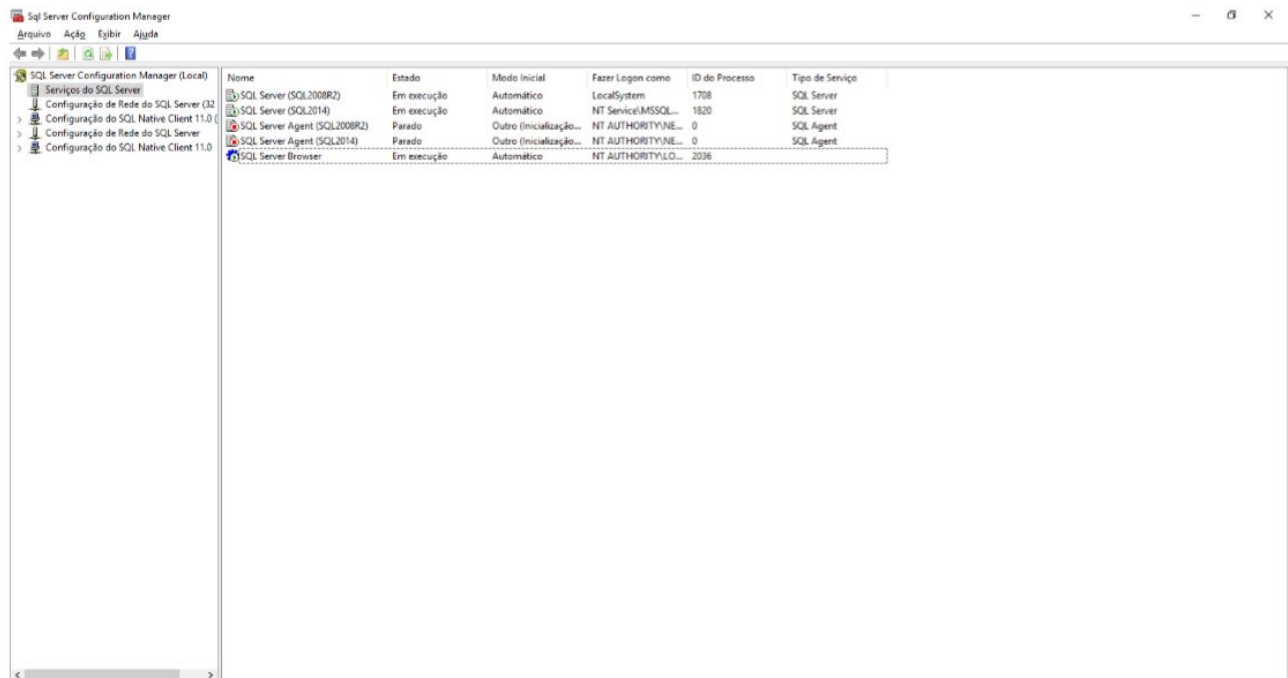 Sql Server Configuration Manager
Arquivo Ação Exibir Ajuda
SQL Server Configuration Manager (Local)
Serviços do SQL Server
Configuração de Rede do SQL Server (32
Configuração do SQL Native Client 11.0 (
Configuração de Rede do SQL Server
Configuração do SQL Native Client 11.0
Nome Estado Modo Inicial Fazer Logon como ID do Processo Tipo de Serviço
SQL Server (SQL2008R2) Em execução Automático LocalSystem 1708 SQL Server
SQL Server (SQL2014) Em execução Automático NT Service\MSSQL... 1820 SQL Server
SQL Server Agent (SQL2008R2) Parado Outro (Inicialização... NT AUTHORITY\NE... 0 SQL Agent
SQL Server Agent (SQL2014) Parado Outro (Inicialização... NT AUTHORITY\NE... 0 SQL Agent
SQL Server Browser Em execução Automático NT AUTHORITY\LO... 2036